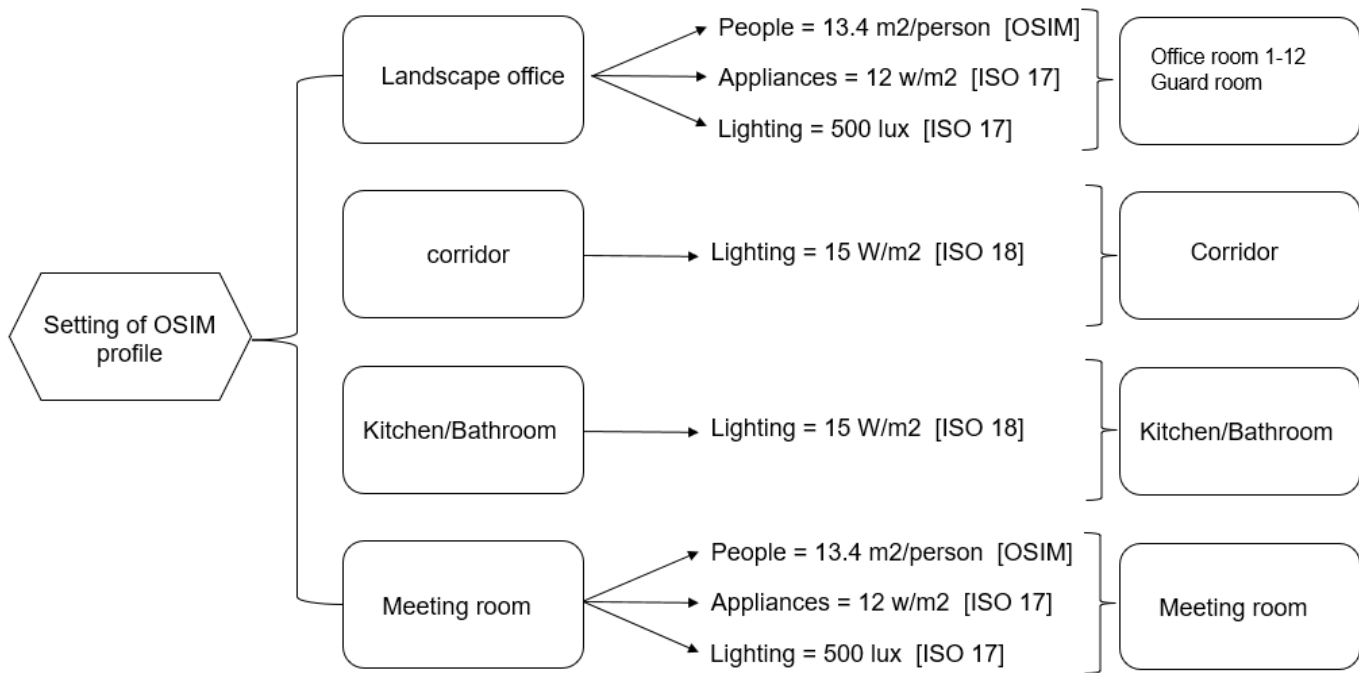 Setting of OSIM
profile
Landscape office
People = 13.4 m2/person [OSIM]
Appliances = 12 w/m2 [ISO 17]
Lighting = 500 lux [ISO 17]
Office room 1-12
Guard room
corridor
Lighting = 15 W/m2 [ISO 18]
Corridor
Kitchen/Bathroom
Lighting = 15 W/m2 [ISO 18]
Kitchen/Bathroom
Meeting room
People = 13.4 m2/person [OSIM]
Appliances = 12 w/m2 [ISO 17]
Lighting = 500 lux [ISO 17]
Meeting room